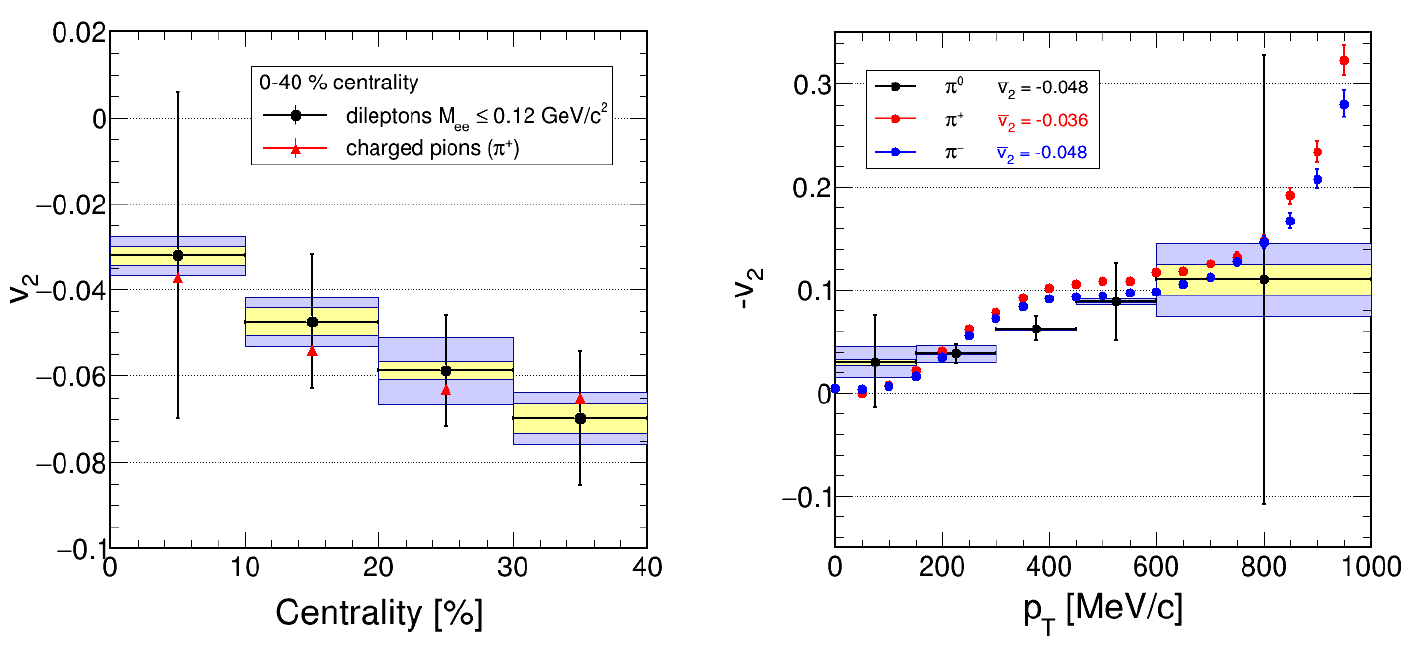 0.02
0
−0.02
−0.04
−0.06
−0.08
−0.1
v₂
0-40 % centrality
dileptons M_ee ≤ 0.12 GeV/c²
charged pions (π⁺)
0 10 20 30 40
Centrality [%]
0.3
0.2
0.1
0
−0.1
-v₂
π⁰ v̅₂ = -0.048
π⁺ v̅₂ = -0.036
π⁻ v̅₂ = -0.048
0 200 400 600 800 1000
p_T [MeV/c]